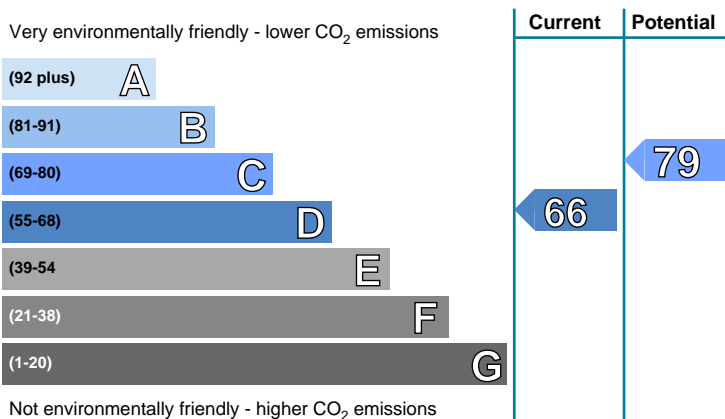 Very environmentally friendly - lower CO2 emissions
Current
Potential
(92 plus) A
(81-91) B
(69-80) C
79
(55-68) D
66
(39-54 E
(21-38) F
(1-20) G
Not environmentally friendly - higher CO2 emissions